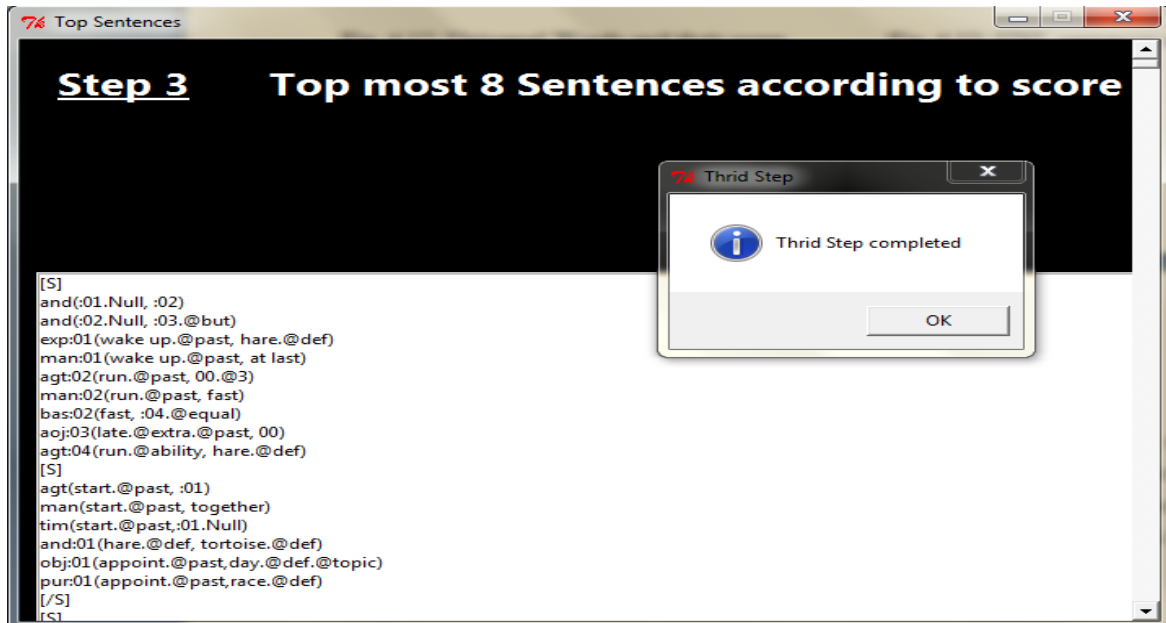 Top Sentences
Step 3 Top most 8 Sentences according to score
Thrid Step
Thrid Step completed
OK
[S]
and(:01.Null, :02)
and(:02.Null, :03.@but)
exp:01(wake up.@past, hare.@def)
man:01(wake up.@past, at last)
agt:02(run.@past, 00.@3)
man:02(run.@past, fast)
bas:02(fast, :04.@equal)
aoj:03(late.@extra.@past, 00)
agt:04(run.@ability, hare.@def)
[S]
agt(start.@past, :01)
man(start.@past, together)
tim(start.@past,:01.Null)
and:01(hare.@def, tortoise.@def)
obj:01(appoint.@past,day.@def.@topic)
pur:01(appoint.@past,race.@def)
[/S]
[S]